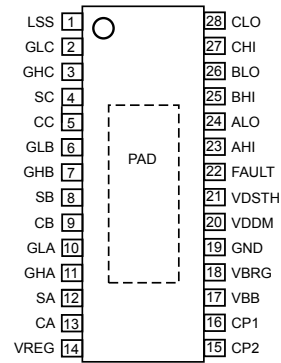 LSS 1 28 CLO
GLC 2 27 CHI
GHC 3 26 BLO
SC 4 25 BHI
CC 5 24 ALO
GLB 6 23 AHI
GHB 7 PAD 22 FAULT
SB 8 21 VDSTH
CB 9 20 VDDM
GLA 10 19 GND
GHA 11 18 VBRG
SA 12 17 VBB
CA 13 16 CP1
VREG 14 15 CP2